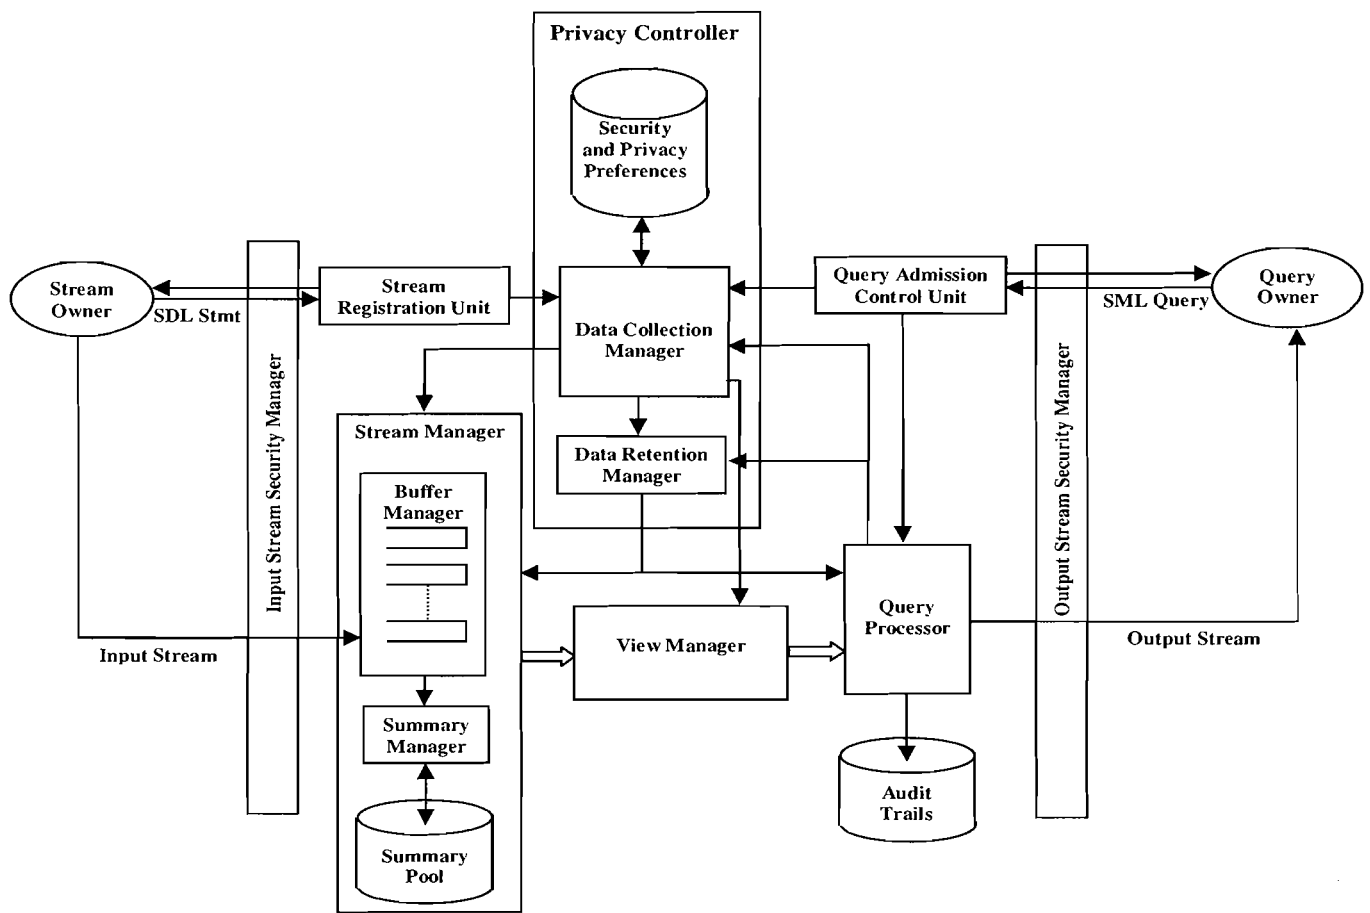 Privacy Controller
Security
and Privacy
Preferences
Stream
Owner
SDL Stmt
Input Stream Security Manager
Stream
Registration Unit
Data Collection
Manager
Query Admission
Control Unit
SML Query
Query
Owner
Output Stream Security Manager
Stream Manager
Data Retention
Manager
Buffer
Manager
Input Stream
View Manager
Query
Processor
Output Stream
Summary
Manager
Summary
Pool
Audit
Trails